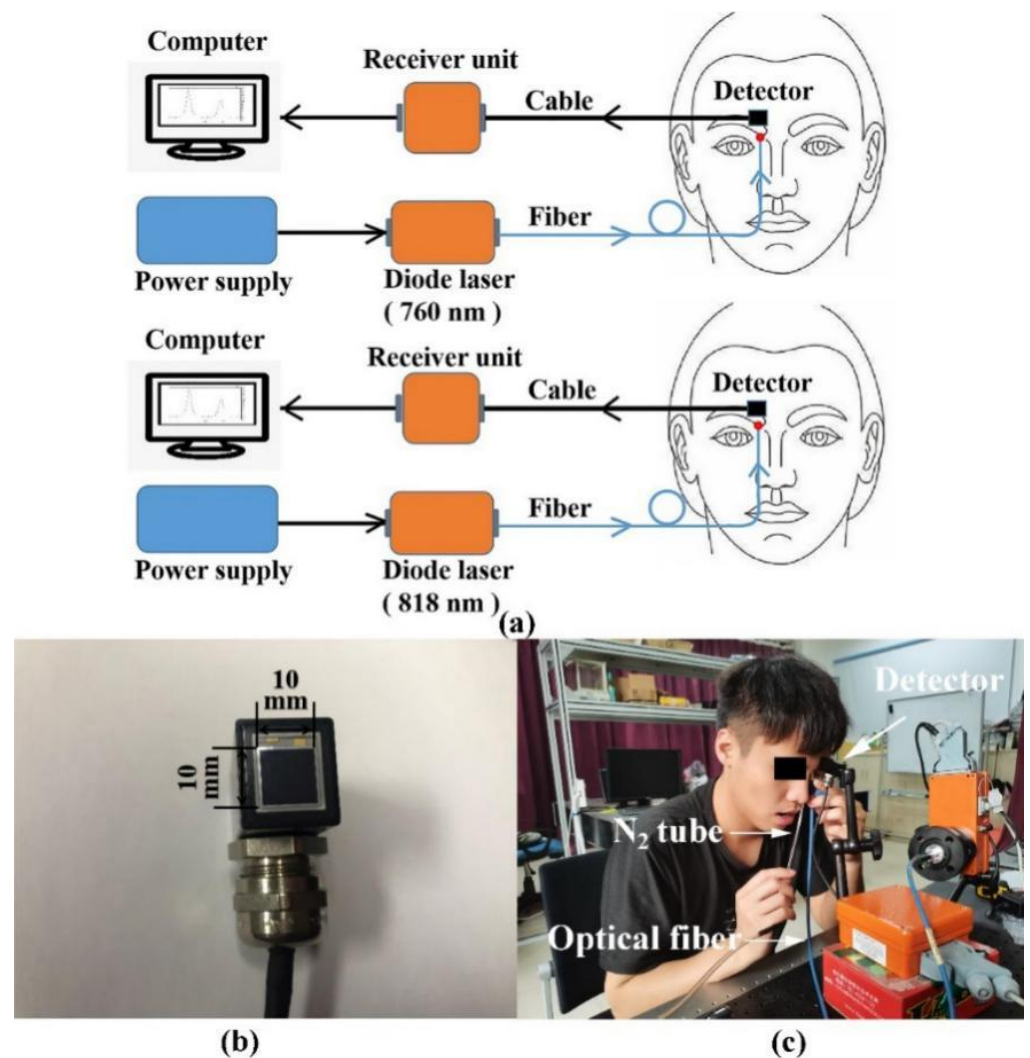 Computer
Receiver unit
Cable
Detector
Fiber
Power supply
Diode laser
( 760 nm )
Computer
Receiver unit
Cable
Detector
Fiber
Power supply
Diode laser
( 818 nm )
(a)
10
mm
10
mm
Detector
N₂ tube
Optical fiber
(b)
(c)